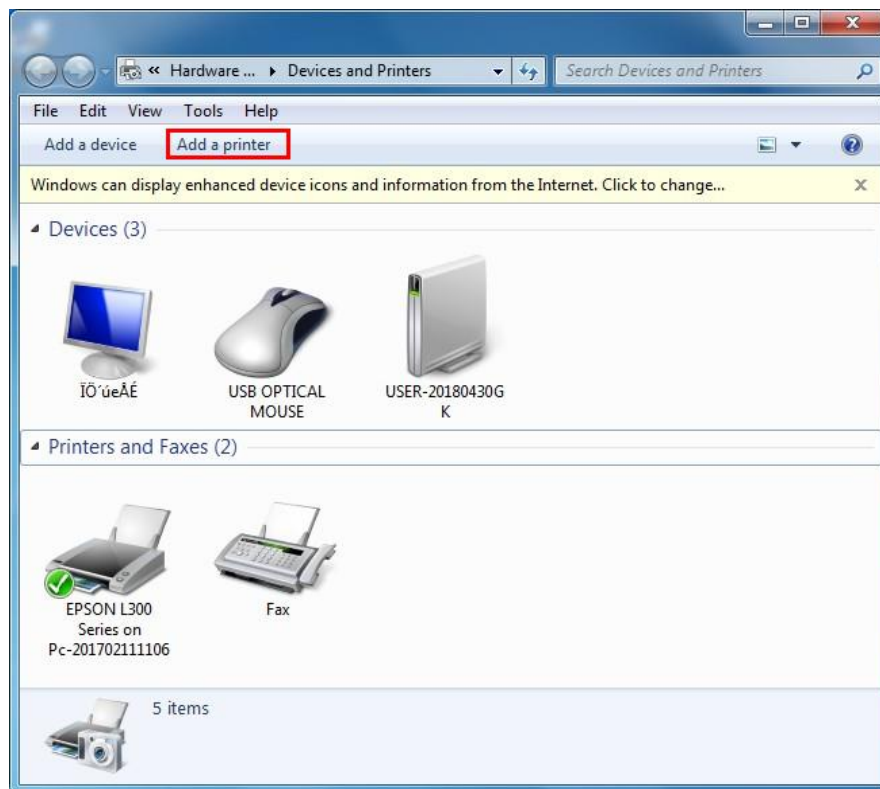 « Hardware ... ▸ Devices and Printers
Search Devices and Printers
File Edit View Tools Help
Add a device Add a printer
Windows can display enhanced device icons and information from the Internet. Click to change...
Devices (3)
ÏÔ´úeÅÉ
USB OPTICAL
MOUSE
USER-20180430G
K
Printers and Faxes (2)
EPSON L300
Series on
Pc-201702111106
Fax
5 items